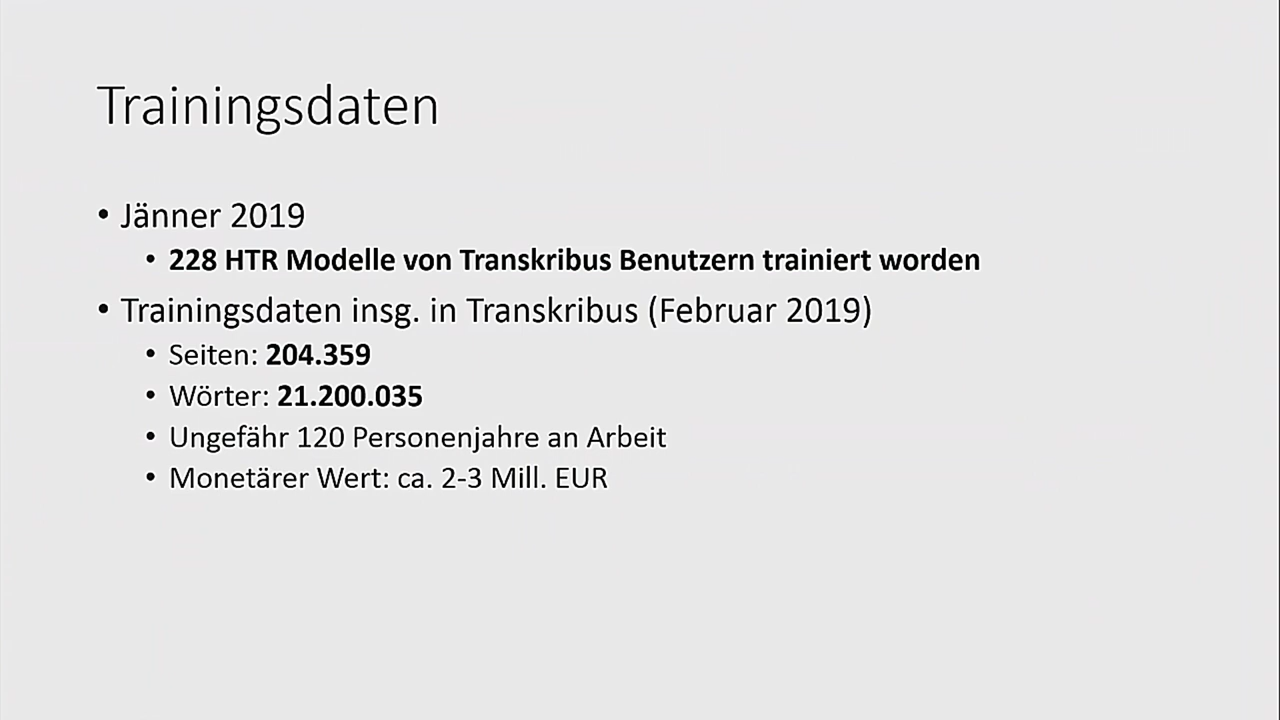 Trainingsdaten
• Jänner 2019
• 228 HTR Modelle von Transkribus Benutzern trainiert worden
• Trainingsdaten insg. in Transkribus (Februar 2019)
• Seiten: 204.359
• Wörter: 21.200.035
• Ungefähr 120 Personenjahre an Arbeit
• Monetärer Wert: ca. 2-3 Mill. EUR